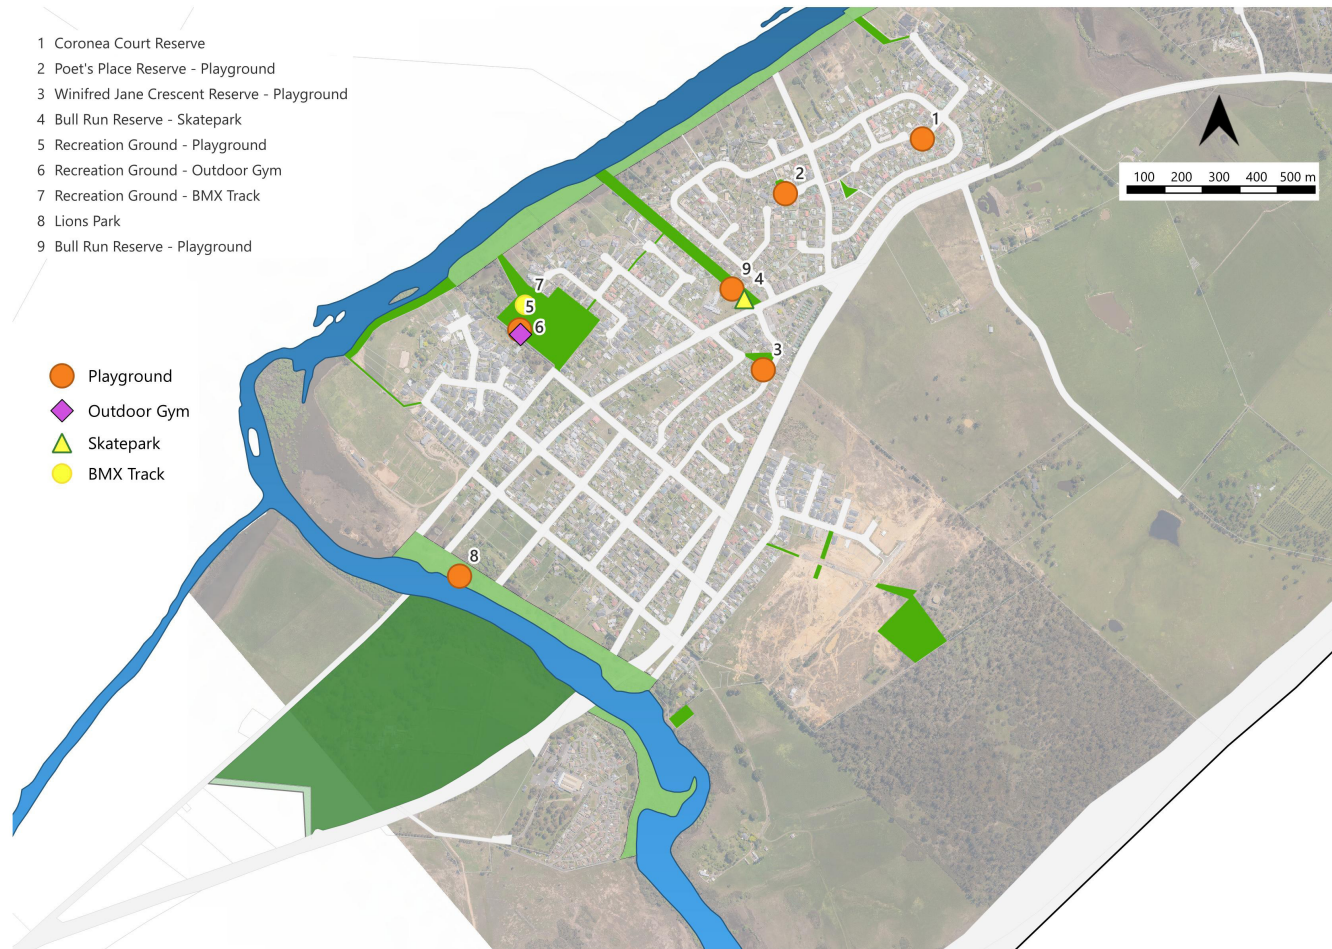 1 Coronea Court Reserve
2 Poet's Place Reserve - Playground
3 Winifred Jane Crescent Reserve - Playground
4 Bull Run Reserve - Skatepark
5 Recreation Ground - Playground
6 Recreation Ground - Outdoor Gym
7 Recreation Ground - BMX Track
8 Lions Park
9 Bull Run Reserve - Playground
1
2
100 200 300 400 500 m
9
4
7
5
6
3
Playground
Outdoor Gym
Skatepark
BMX Track
8